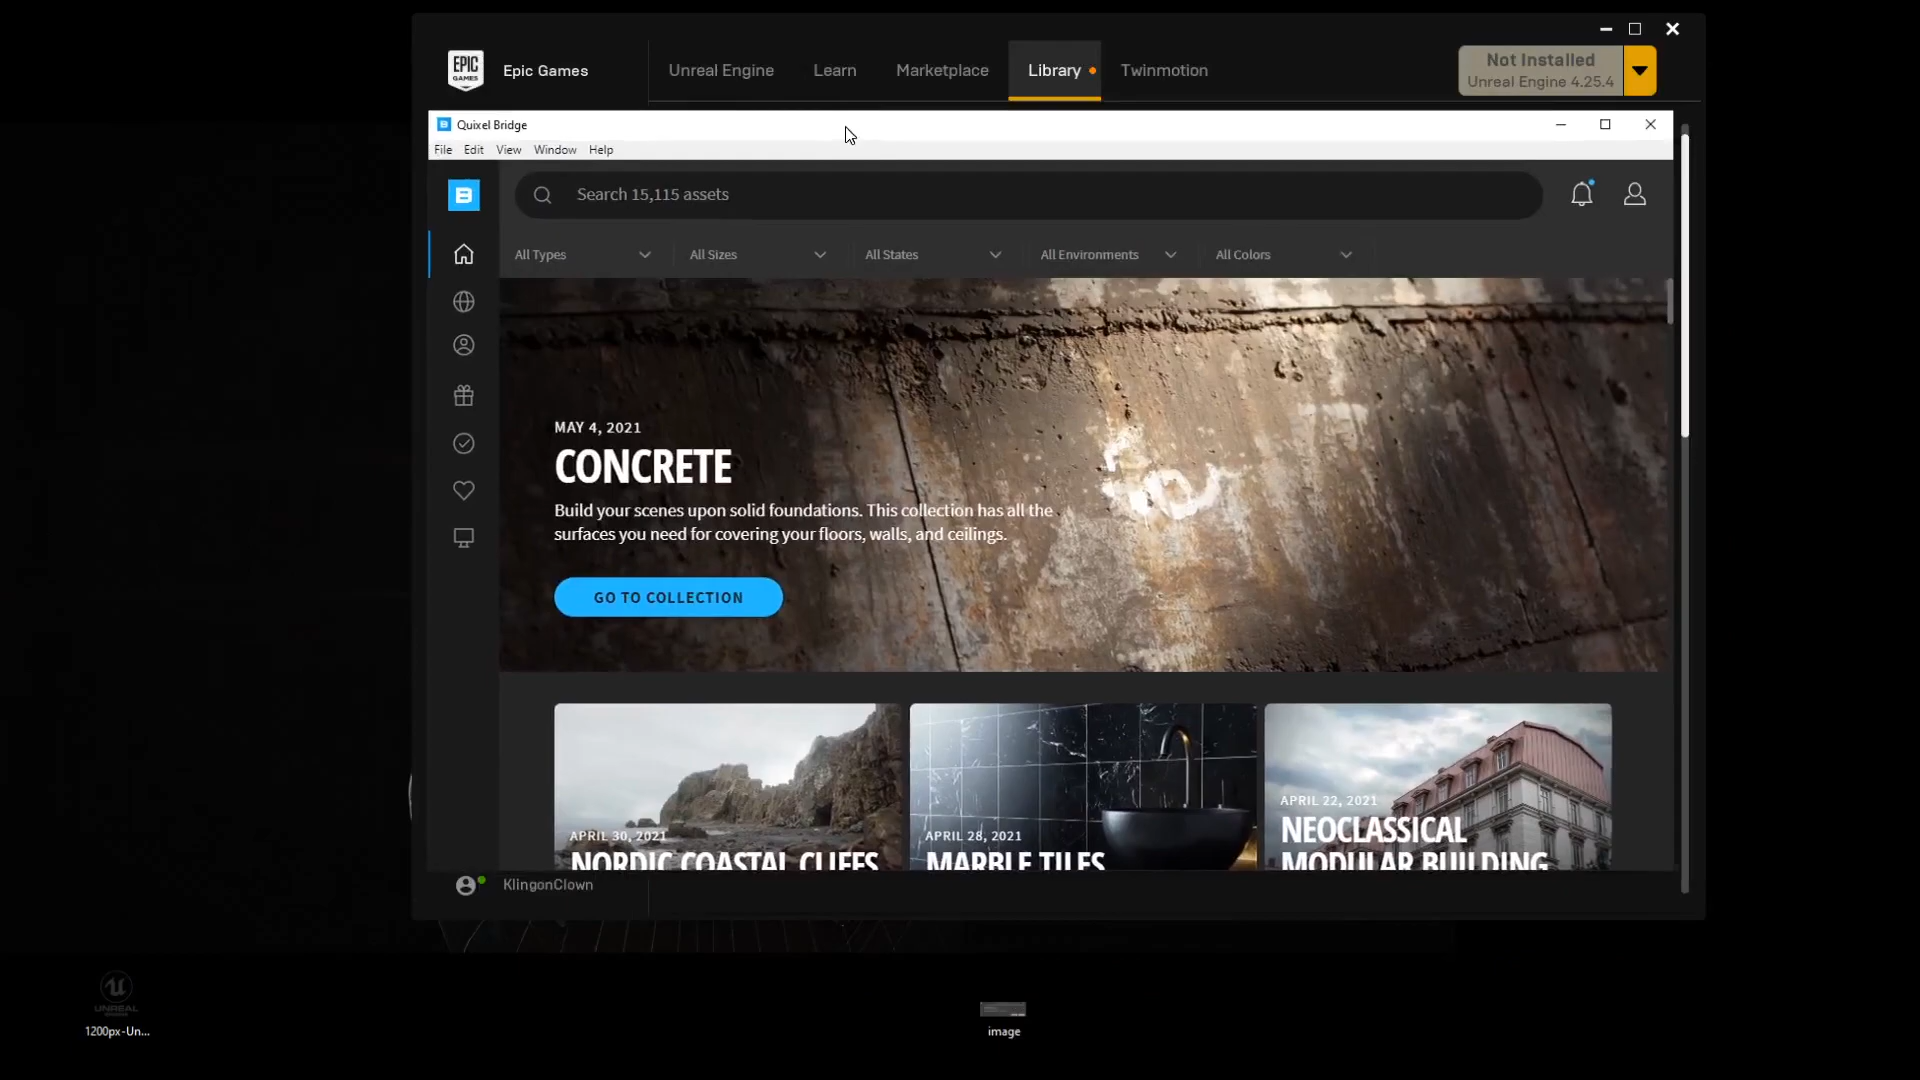 EPIC
GAMES
Epic Games
Unreal Engine
Learn
Marketplace
Library
Twinmotion
Not Installed
Unreal Engine 4.25.4
Quixel Bridge
File Edit View Window Help
Search 15,115 assets
All Types
All Sizes
All States
All Environments
All Colors
MAY 4, 2021
CONCRETE
Build your scenes upon solid foundations. This collection has all the
surfaces you need for covering your floors, walls, and ceilings.
GO TO COLLECTION
APRIL 30, 2021
NORDIC COASTAL CLIFFS
APRIL 28, 2021
MARBLE TILES
APRIL 22, 2021
NEOCLASSICAL
MODULAR BUILDING
KlingonClown
UNREAL
1200px-Un...
image